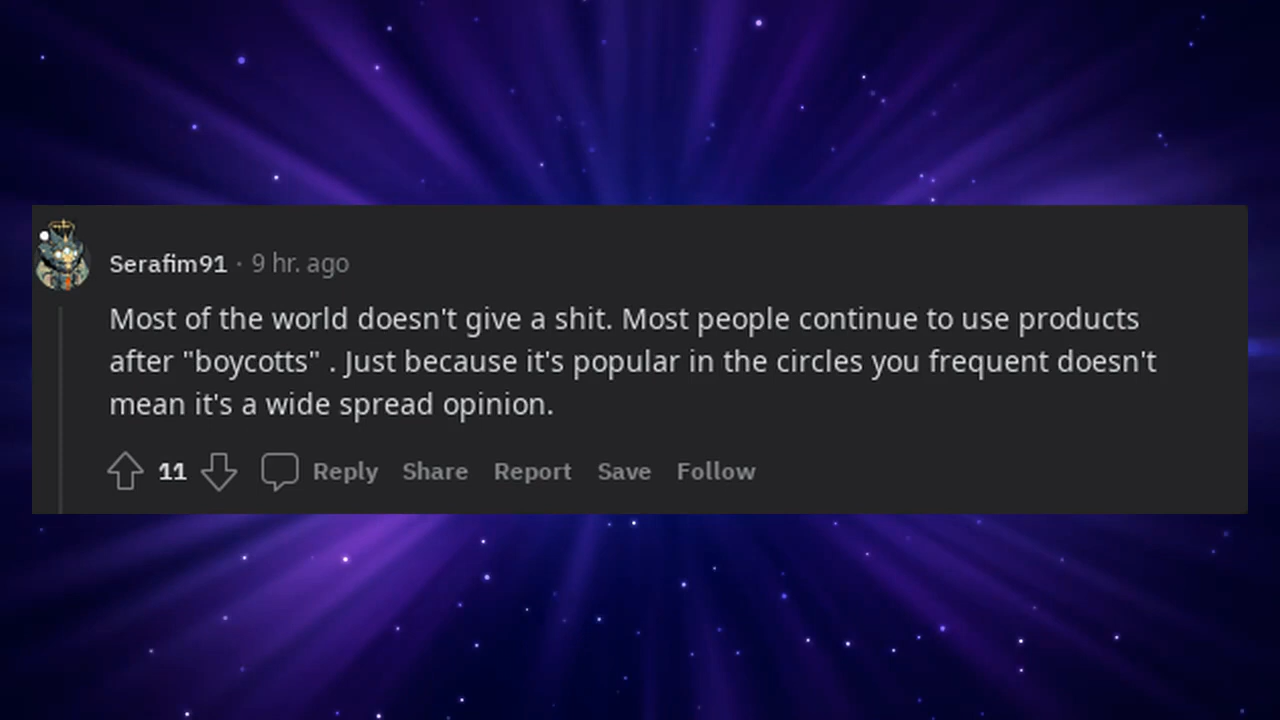 Serafim91 · 9 hr. ago
Most of the world doesn't give a shit. Most people continue to use products
after "boycotts" . Just because it's popular in the circles you frequent doesn't
mean it's a wide spread opinion.
11 Reply Share Report Save Follow